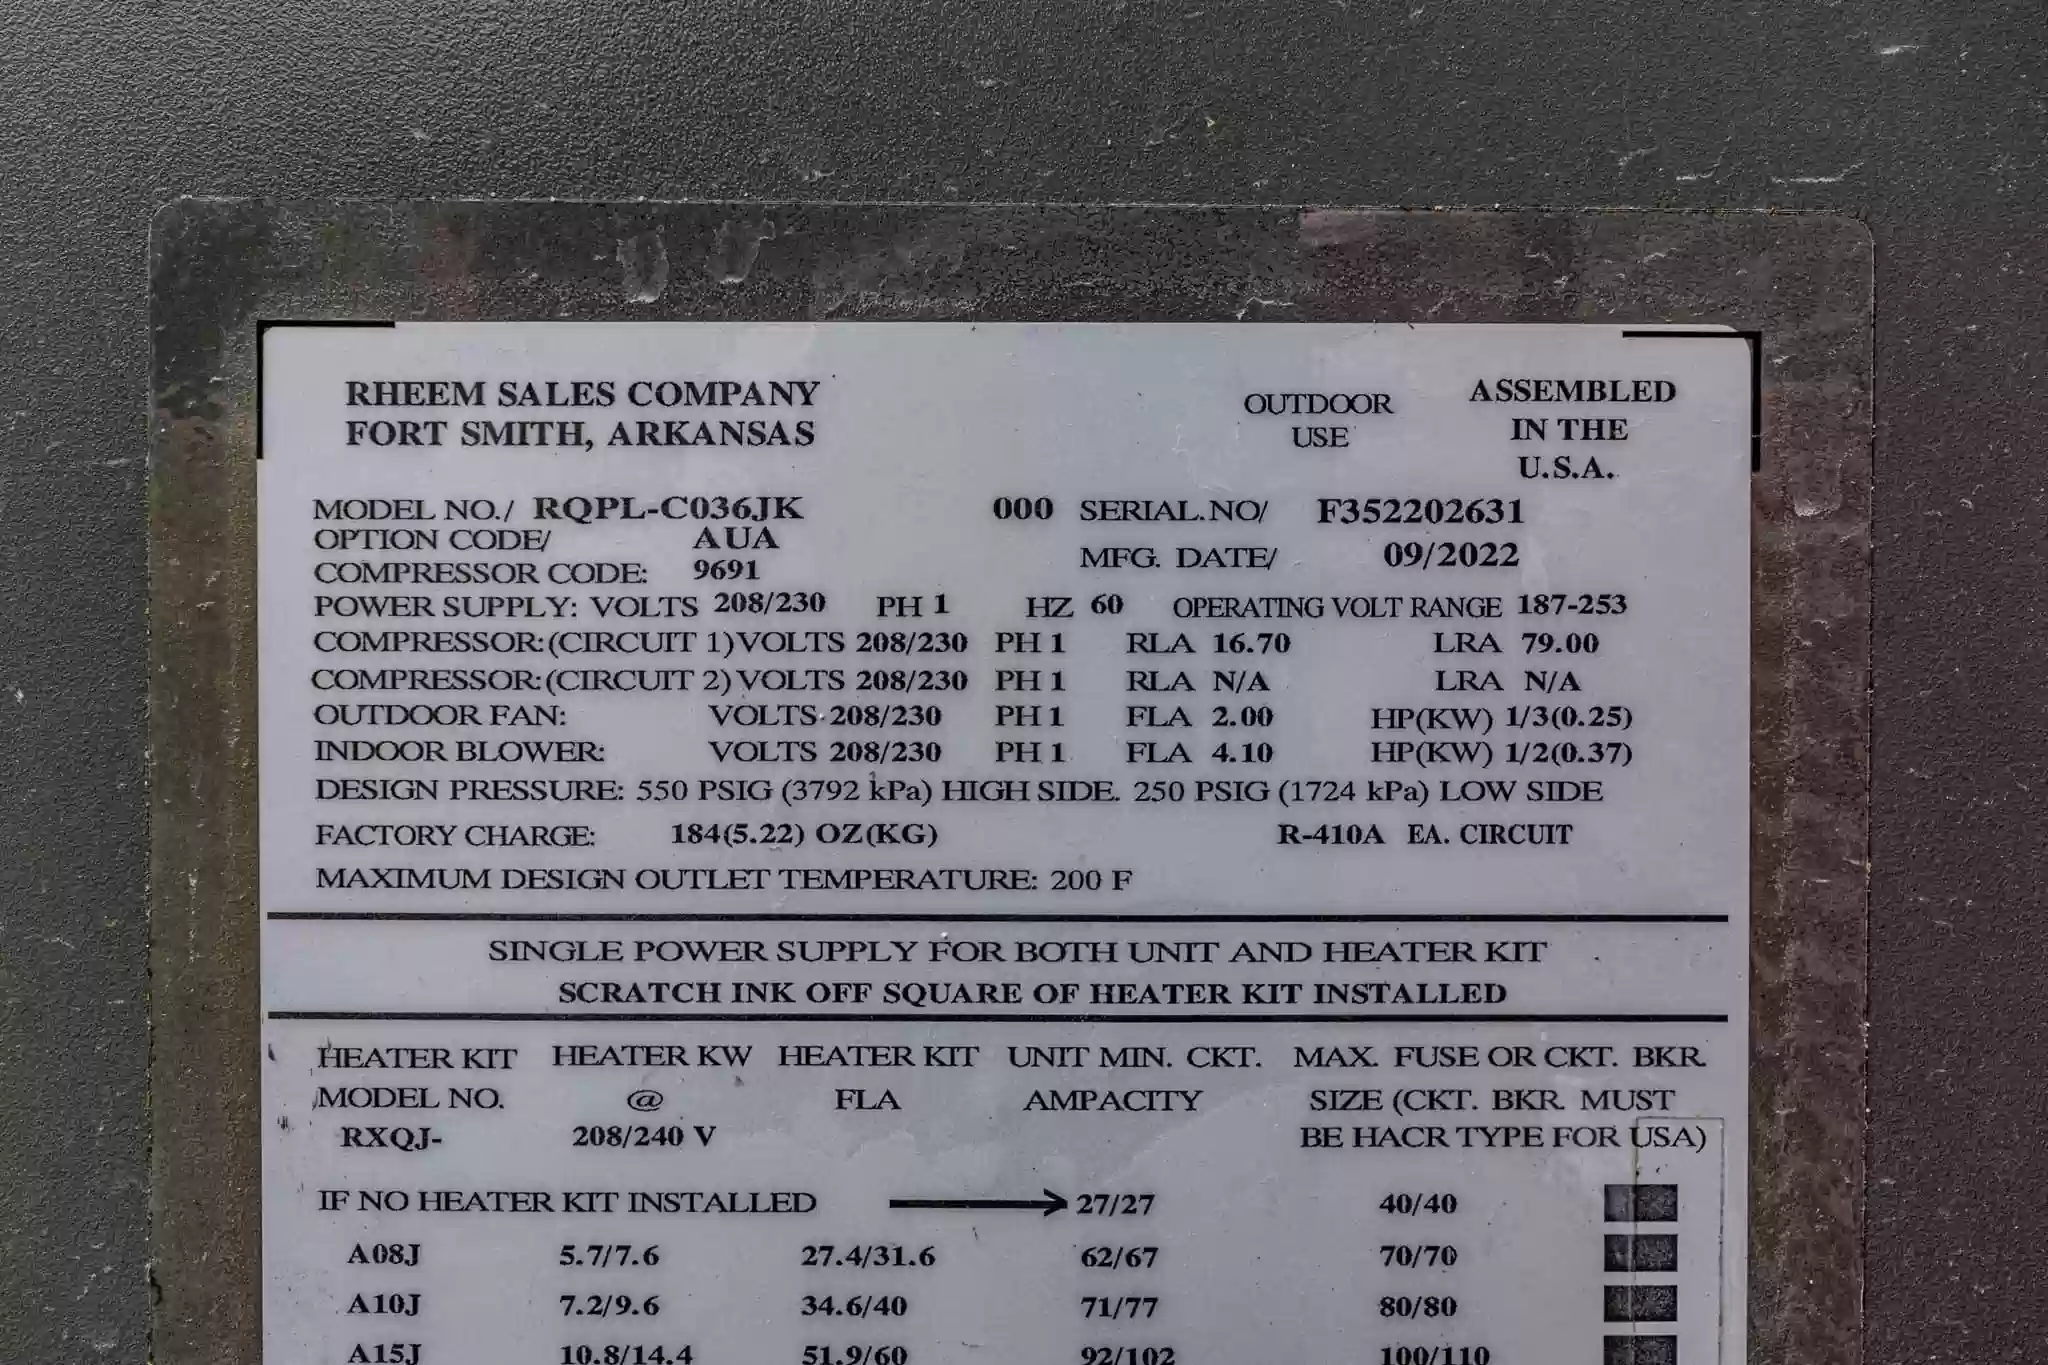 RHEEM SALES COMPANY
FORT SMITH, ARKANSAS
OUTDOOR
USE
ASSEMBLED
IN THE
U.S.A.
MODEL NO./ RQPL-C036JK 000 SERIAL.NO/ F352202631
OPTION CODE/ AUA
MFG. DATE/ 09/2022
COMPRESSOR CODE: 9691
POWER SUPPLY: VOLTS 208/230 PH 1 HZ 60 OPERATING VOLT RANGE 187-253
COMPRESSOR:(CIRCUIT 1)VOLTS 208/230 PH 1 RLA 16.70 LRA 79.00
COMPRESSOR:(CIRCUIT 2)VOLTS 208/230 PH 1 RLA N/A LRA N/A
OUTDOOR FAN: VOLTS 208/230 PH 1 FLA 2.00 HP(KW) 1/3(0.25)
INDOOR BLOWER: VOLTS 208/230 PH 1 FLA 4.10 HP(KW) 1/2(0.37)
DESIGN PRESSURE: 550 PSIG (3792 kPa) HIGH SIDE. 250 PSIG (1724 kPa) LOW SIDE
FACTORY CHARGE: 184(5.22) OZ(KG) R-410A EA. CIRCUIT
MAXIMUM DESIGN OUTLET TEMPERATURE: 200 F
SINGLE POWER SUPPLY FOR BOTH UNIT AND HEATER KIT
SCRATCH INK OFF SQUARE OF HEATER KIT INSTALLED
HEATER KIT HEATER KW HEATER KIT UNIT MIN. CKT. MAX. FUSE OR CKT. BKR.
MODEL NO. @ FLA AMPACITY SIZE (CKT. BKR. MUST
RXQJ- 208/240 V BE HACR TYPE FOR USA)
IF NO HEATER KIT INSTALLED 27/27 40/40
A08J 5.7/7.6 27.4/31.6 62/67 70/70
A10J 7.2/9.6 34.6/40 71/77 80/80
A15J 10.8/14.4 51.9/60 92/102 100/110